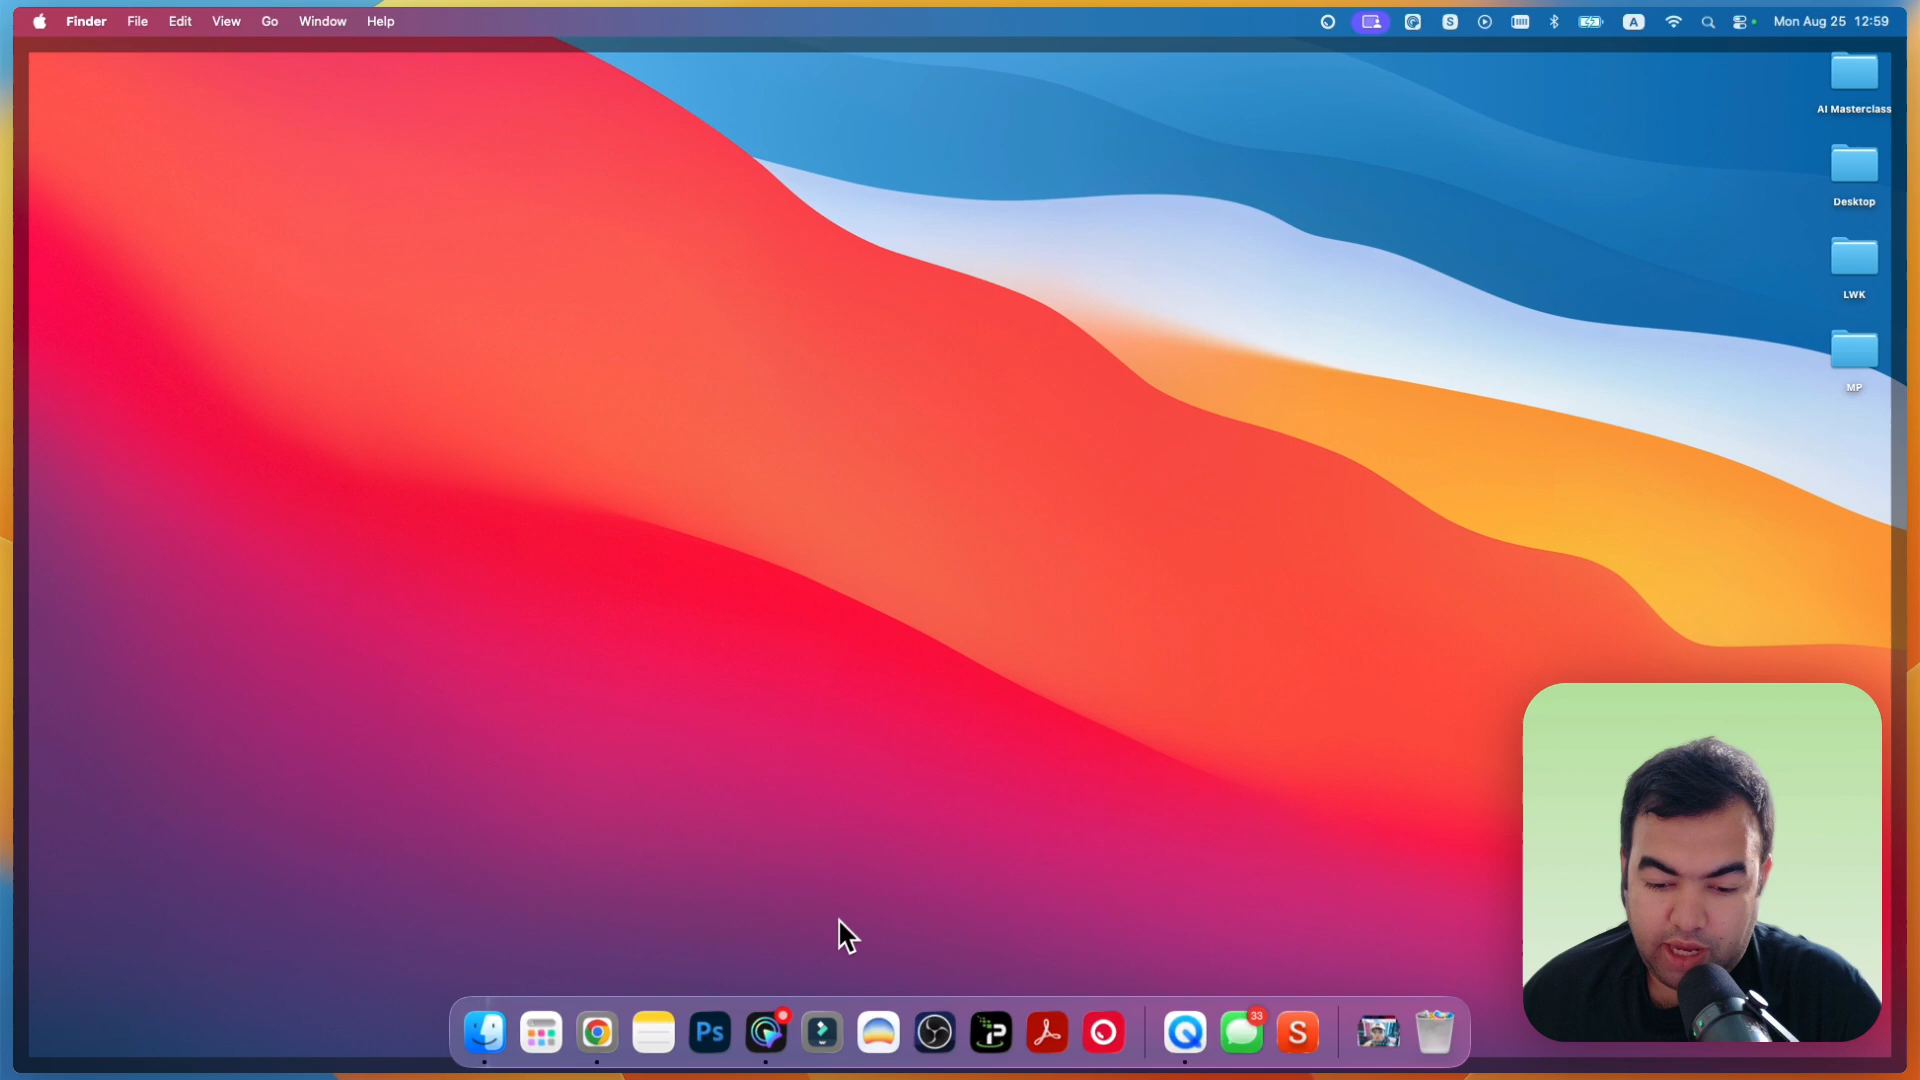 Finder File Edit View Go Window Help
S A Mon Aug 25 12:59
AI Masterclass
Desktop
LWK
MP
Ps
33
S